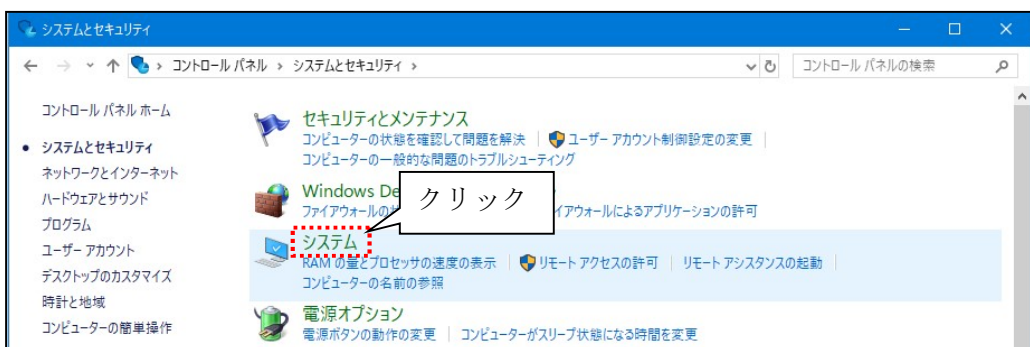 システムとセキュリティ
コントロール パネル › システムとセキュリティ ›
コントロール パネルの検索
コントロール パネル ホーム
システムとセキュリティ
ネットワークとインターネット
ハードウェアとサウンド
プログラム
ユーザー アカウント
デスクトップのカスタマイズ
時計と地域
コンピューターの簡単操作
セキュリティとメンテナンス
コンピューターの状態を確認して問題を解決 ユーザー アカウント制御設定の変更
コンピューターの一般的な問題のトラブルシューティング
Windows De
ファイアウォールの イアウォールによるアプリケーションの許可
クリック
システム
RAM の量とプロセッサの速度の表示 リモート アクセスの許可 リモート アシスタンスの起動
コンピューターの名前の参照
電源オプション
電源ボタンの動作の変更 コンピューターがスリープ状態になる時間を変更